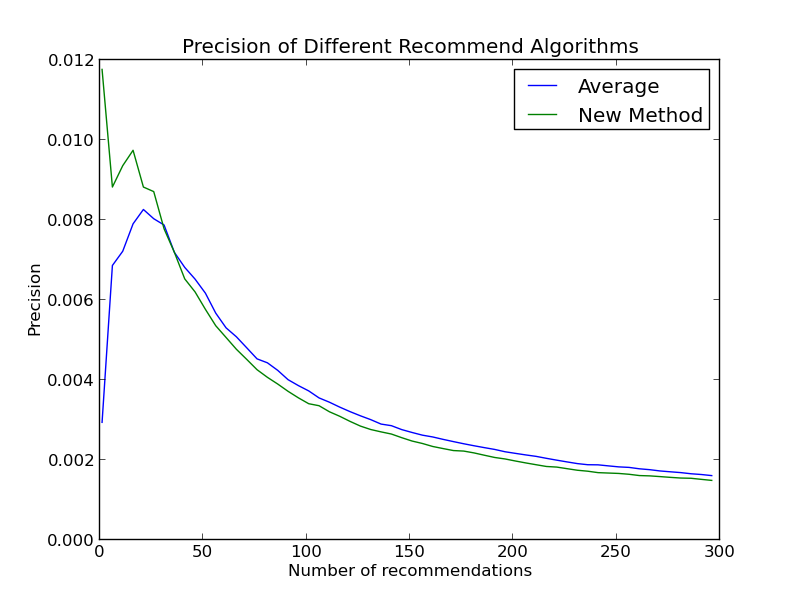 Precision of Different Recommend Algorithms
0.012
0.010
0.008
0.006
0.004
0.002
0.000
Precision
Average
New Method
0 50 100 150 200 250 300
Number of recommendations